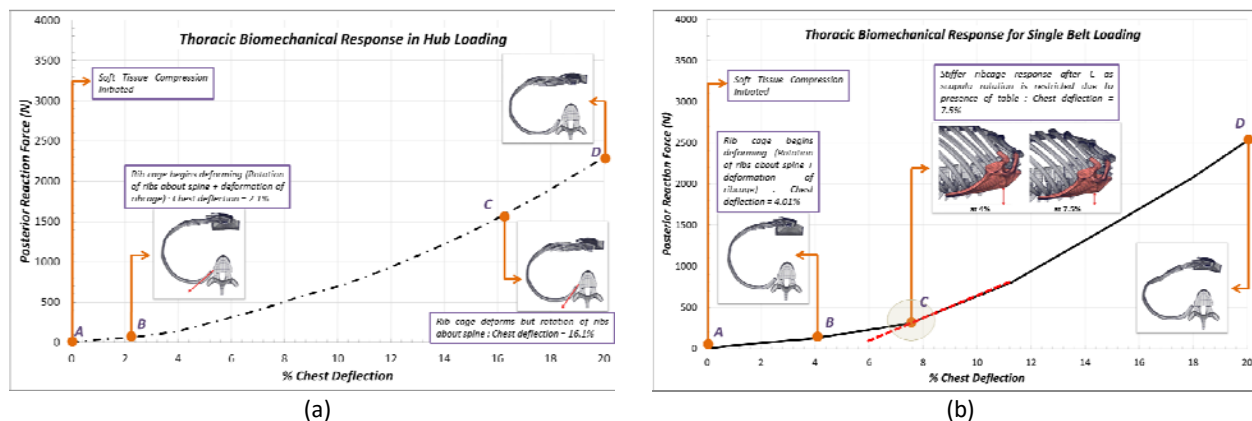 4000
3500
3000
2500
2000
1500
1000
500
0
Posterior Reaction Force (N)
Thoracic Biomechanical Response in Hub Loading
Soft Tissue Compression
Initiated
Rib cage begins deforming (Rotation
of ribs about spine + deformation of
ribcage) : Chest deflection = 2.1%
A
B
C
D
Rib cage deforms but rotation of ribs
about spine : Chest deflection = 16.1%
0 2 4 6 8 10 12 14 16 18 20
% Chest Deflection
(a)
4000
3500
3000
2500
2000
1500
1000
500
0
Posterior Reaction Force (N)
Thoracic Biomechanical Response for Single Belt Loading
Soft Tissue Compression
Initiated
Rib cage begins
deforming (Rotation
of ribs about spine +
deformation of
ribcage) : Chest
deflection = 4.01%
Stiffer ribcage response after C as
scapula rotation is restricted due to
presence of table : Chest deflection =
7.5%
at 4%
at 7.5%
A
B
C
D
0 2 4 6 8 10 12 14 16 18 20
% Chest Deflection
(b)